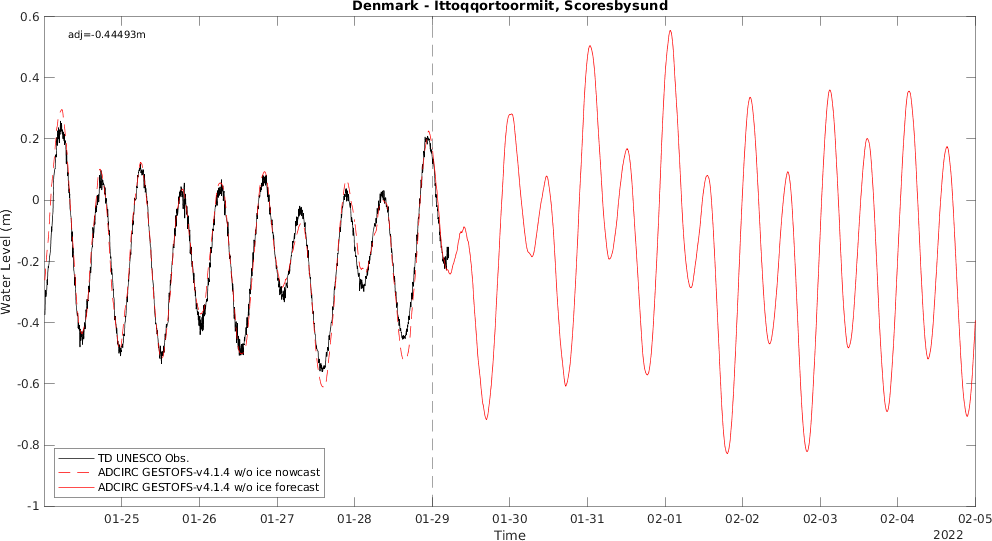 Denmark - Ittoqqortoormiit, Scoresbysund
adj=-0.44493m
0.6
0.4
0.2
0
-0.2
-0.4
-0.6
-0.8
-1
Water Level (m)
TD UNESCO Obs.
ADCIRC GESTOFS-v4.1.4 w/o ice nowcast
ADCIRC GESTOFS-v4.1.4 w/o ice forecast
01-25 01-26 01-27 01-28 01-29 01-30 01-31 02-01 02-02 02-03 02-04 02-05
Time
2022